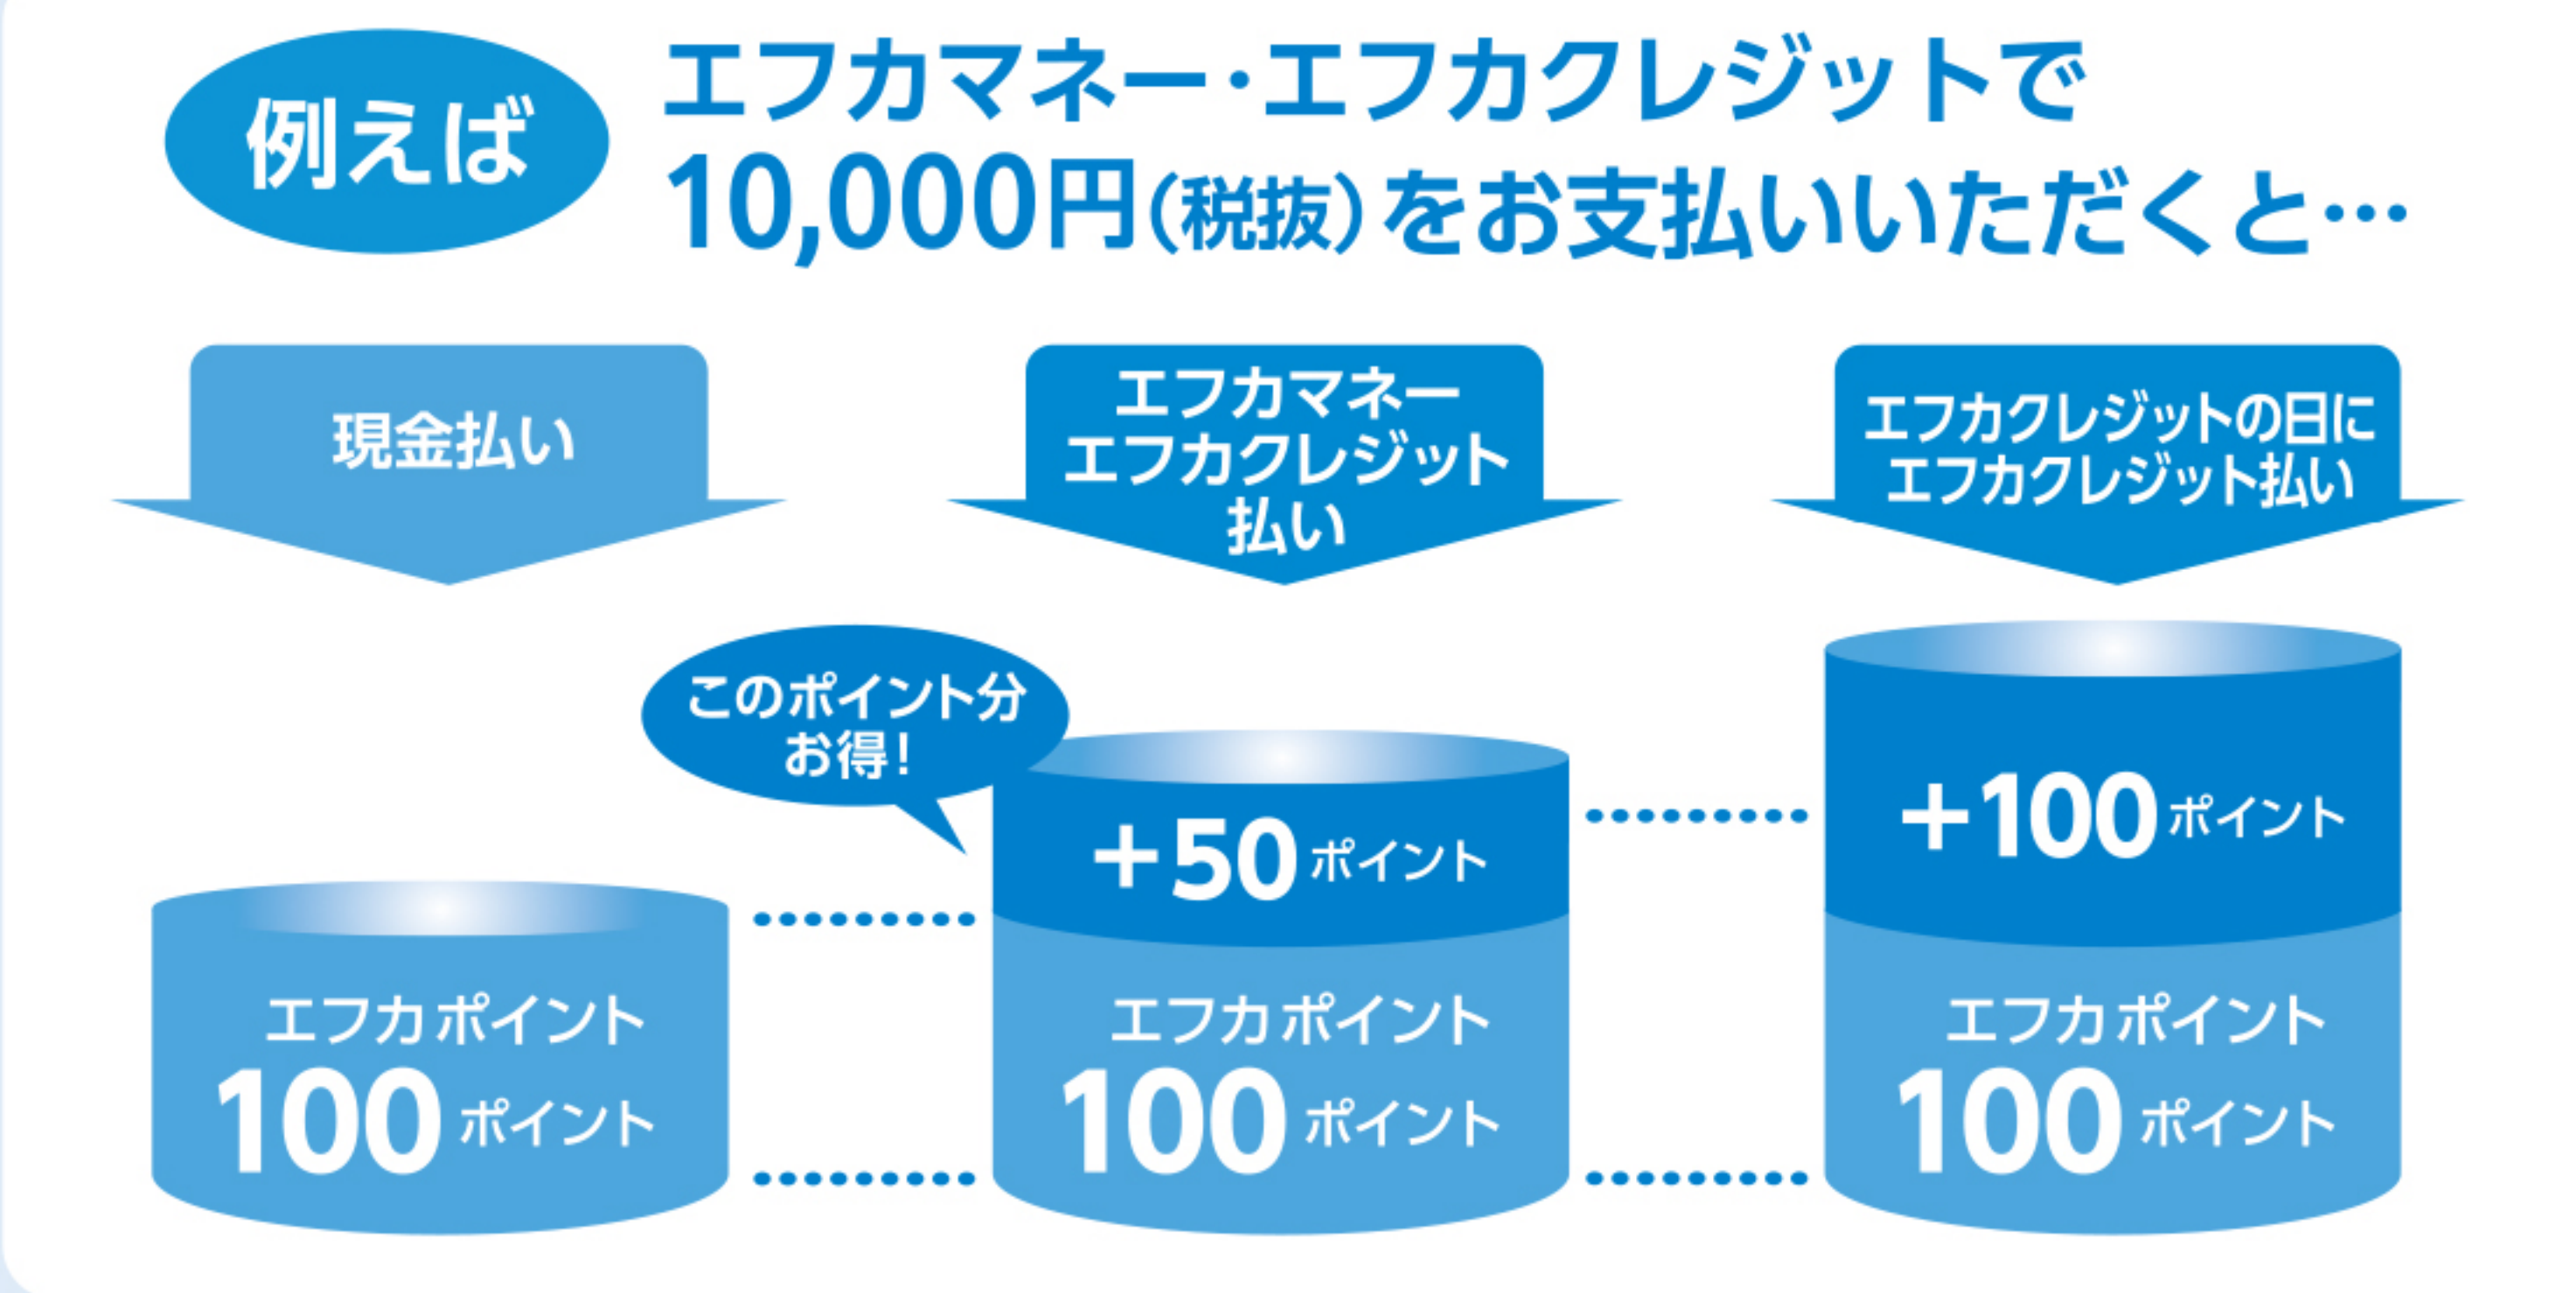 例えば
エフカマネー・エフカクレジットで
10,000円(税抜)をお支払いいただくと…
現金払い
エフカマネー
エフカクレジット
払い
エフカクレジットの日に
エフカクレジット払い
このポイント分
お得!
+50ポイント
+100ポイント
エフカポイント
100ポイント
エフカポイント
100ポイント
エフカポイント
100ポイント